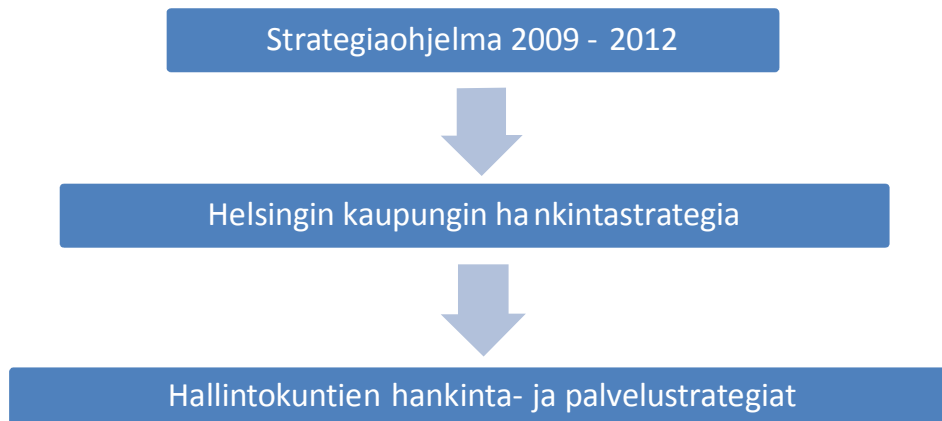 Strategiaohjelma 2009 - 2012
Helsingin kaupungin hankintastrategia
Hallintokuntien hankinta- ja palvelustrategiat